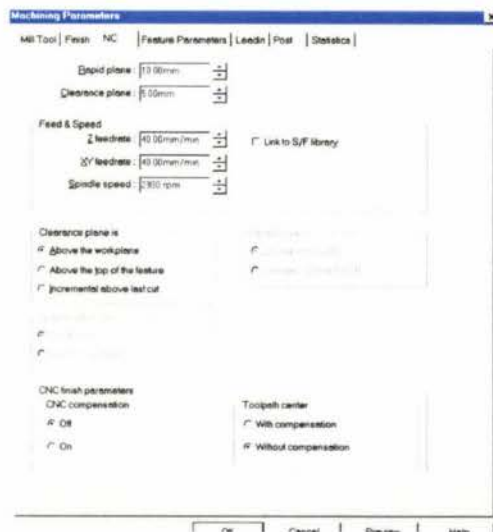 Machining Parameters
Mill Tool | Finish NC | Feature Parameters | Leadin | Post | Statistics |
Rapid plane : 10.00mm
Clearance plane : 5.00mm
Feed & Speed
Z feedrate : 40.00mm/min
Link to S/F library
XY feedrate : 40.00mm/min
Spindle speed : rpm
Clearance plane is
Above the workplane
Above the top of the feature
Incremental above last cut
CNC finish parameters
CNC compensation
Off
On
Toolpath center
With compensation
Without compensation
OK Cancel Preview Help